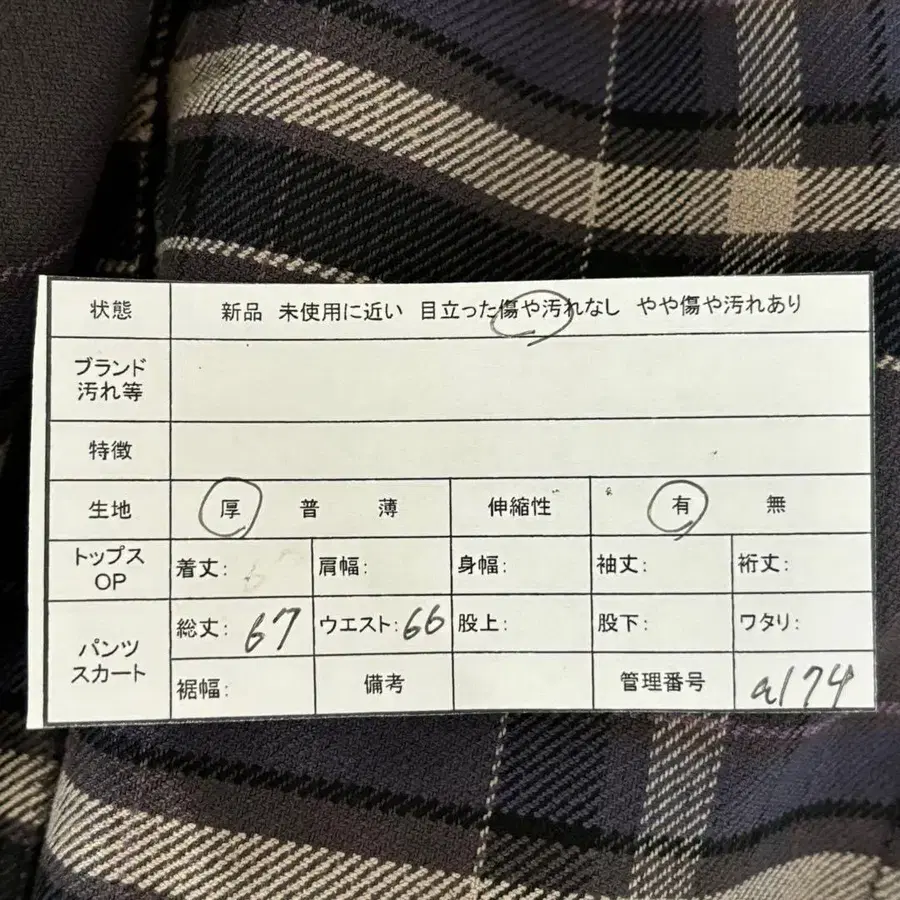 状態 新品 未使用に近い 目立った傷や汚れなし やや傷や汚れあり
ブランド
汚れ等
特徴
生地 厚 普 薄 伸縮性 有 無
トップス
OP 着丈: 肩幅: 身幅: 袖丈: 裄丈:
パンツ
スカート 総丈: 67 ウエスト: 66 股上: 股下: ワタリ:
裾幅: 備考 管理番号 a174